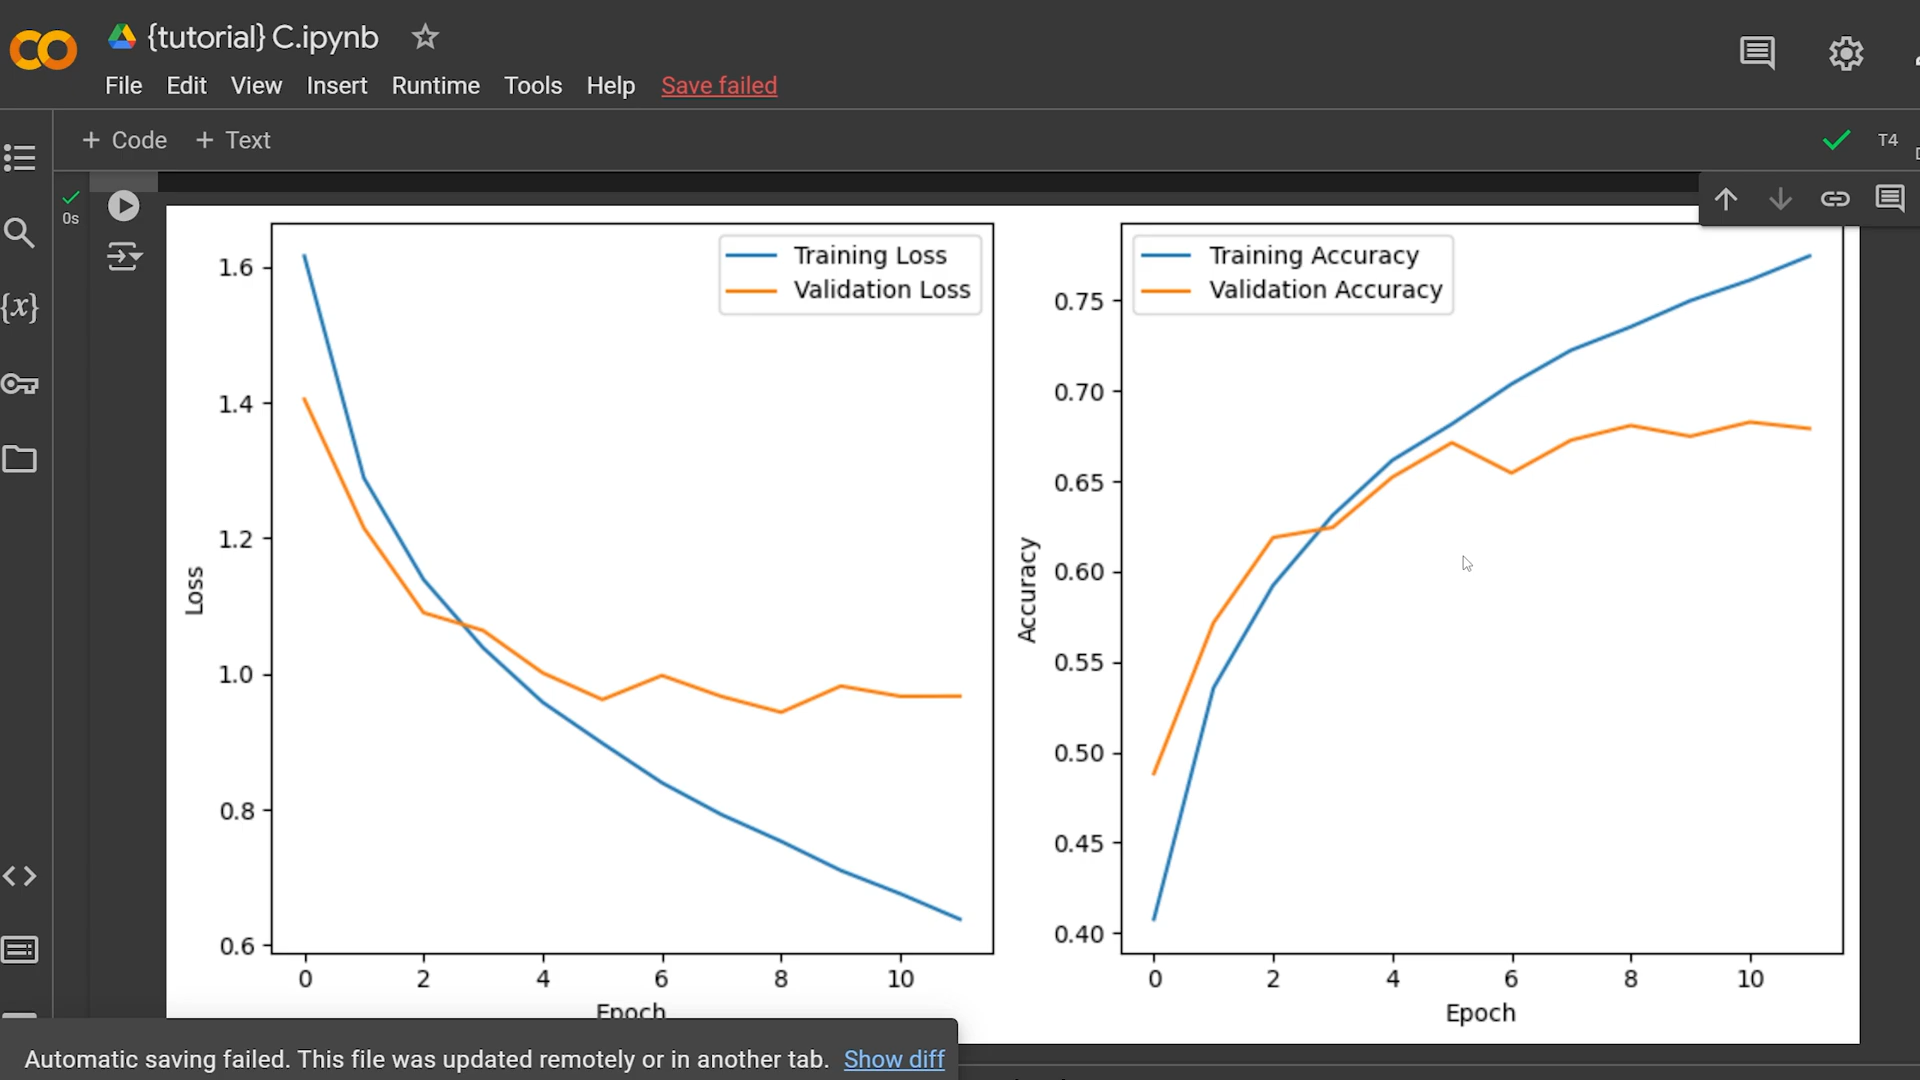 {tutorial} C.ipynb
File Edit View Insert Runtime Tools Help Save failed
+ Code + Text
T4
0s
{x}
Training Loss
Validation Loss
1.6
1.4
1.2
1.0
0.8
0.6
Loss
0 2 4 6 8 10
Epoch
Training Accuracy
Validation Accuracy
0.75
0.70
0.65
0.60
0.55
0.50
0.45
0.40
Accuracy
0 2 4 6 8 10
Epoch
Automatic saving failed. This file was updated remotely or in another tab. Show diff